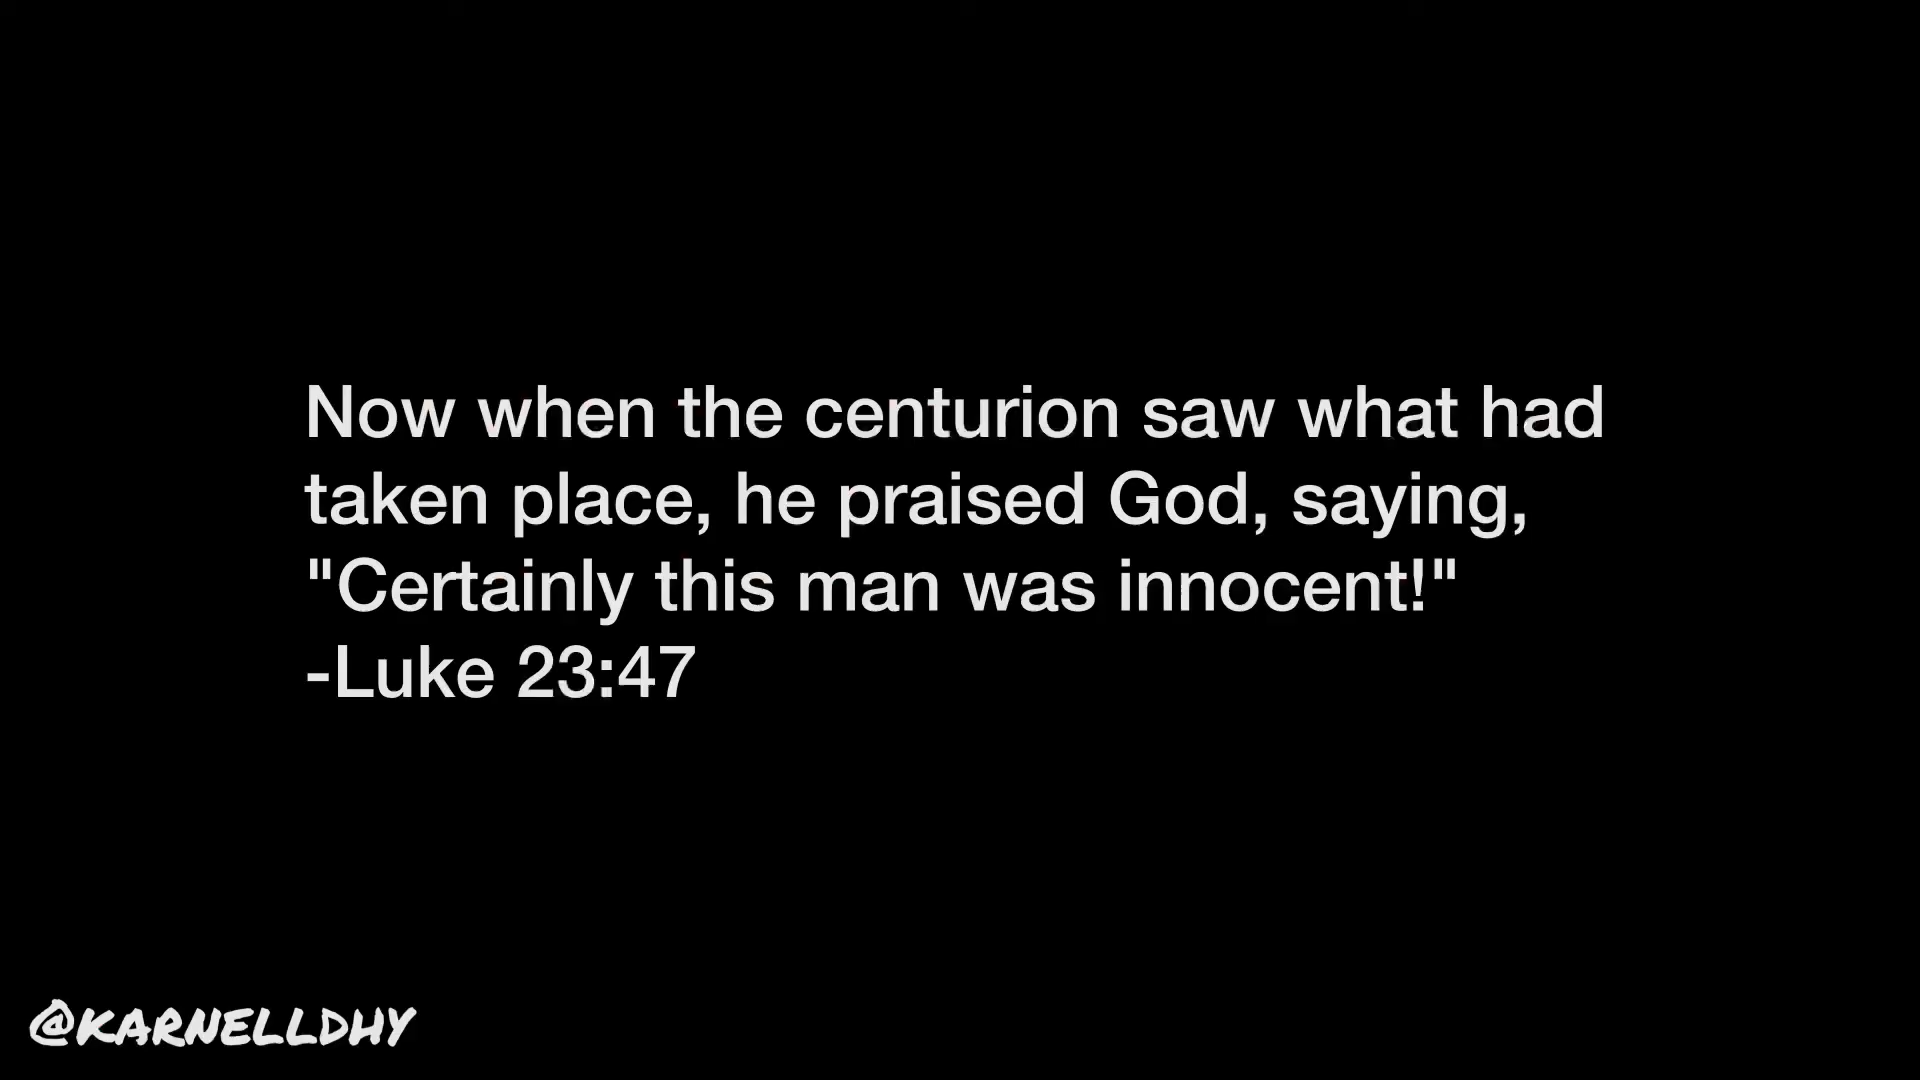 Now when the centurion saw what had
taken place, he praised God, saying,
"Certainly this man was innocent!"
-Luke 23:47
@KARNELLDHY